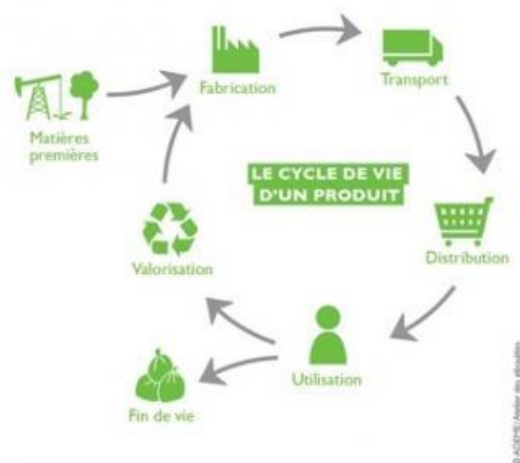 Fabrication
Transport
Matières
premières
LE CYCLE DE VIE
D'UN PRODUIT
Distribution
Valorisation
Utilisation
Fin de vie